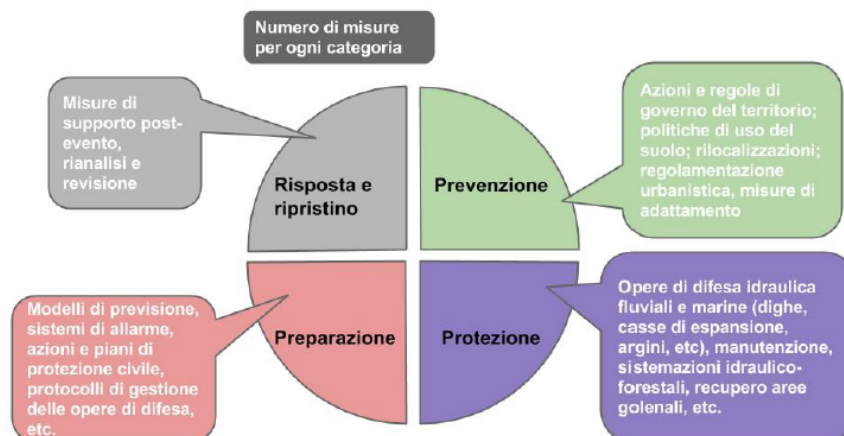 Numero di misure
per ogni categoria
Misure di
supporto post-
evento,
rianalisi e
revisione
Risposta e
ripristino
Prevenzione
Azioni e regole di
governo del territorio;
politiche di uso del
suolo; rilocalizzazioni;
regolamentazione
urbanistica, misure di
adattamento
Modelli di previsione,
sistemi di allarme,
azioni e piani di
protezione civile,
protocolli di gestione
delle opere di difesa,
etc.
Preparazione
Protezione
Opere di difesa idraulica
fluviali e marine (dighe,
casse di espansione,
argini, etc), manutenzione,
sistemazioni idraulico-
forestali, recupero aree
golenali, etc.